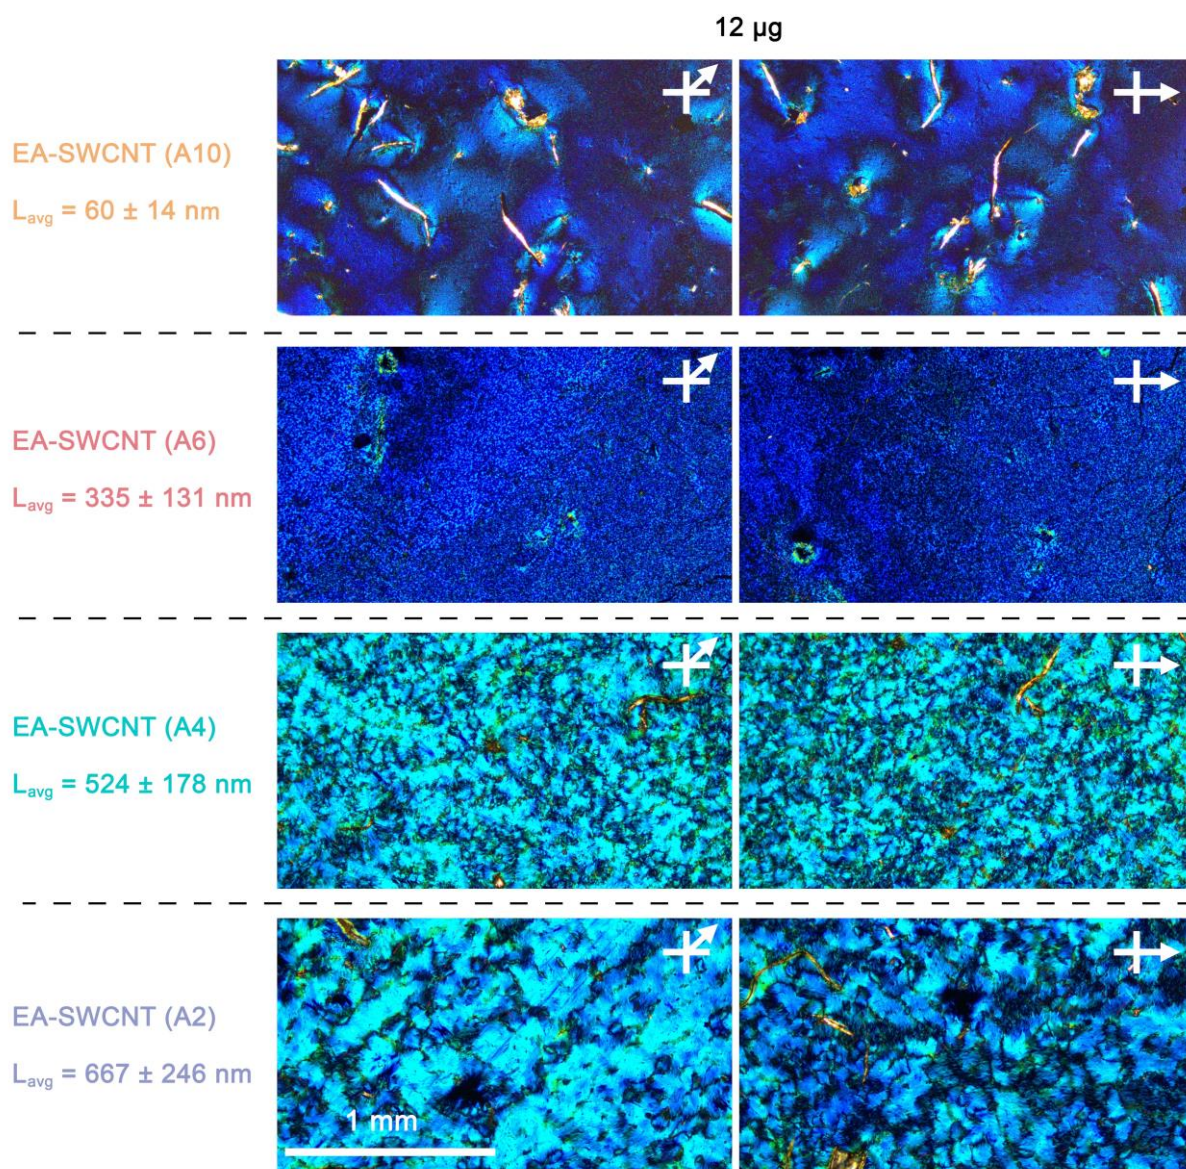 12 µg
EA-SWCNT (A10)
Lavg = 60 ± 14 nm
EA-SWCNT (A6)
Lavg = 335 ± 131 nm
EA-SWCNT (A4)
Lavg = 524 ± 178 nm
EA-SWCNT (A2)
Lavg = 667 ± 246 nm
1 mm